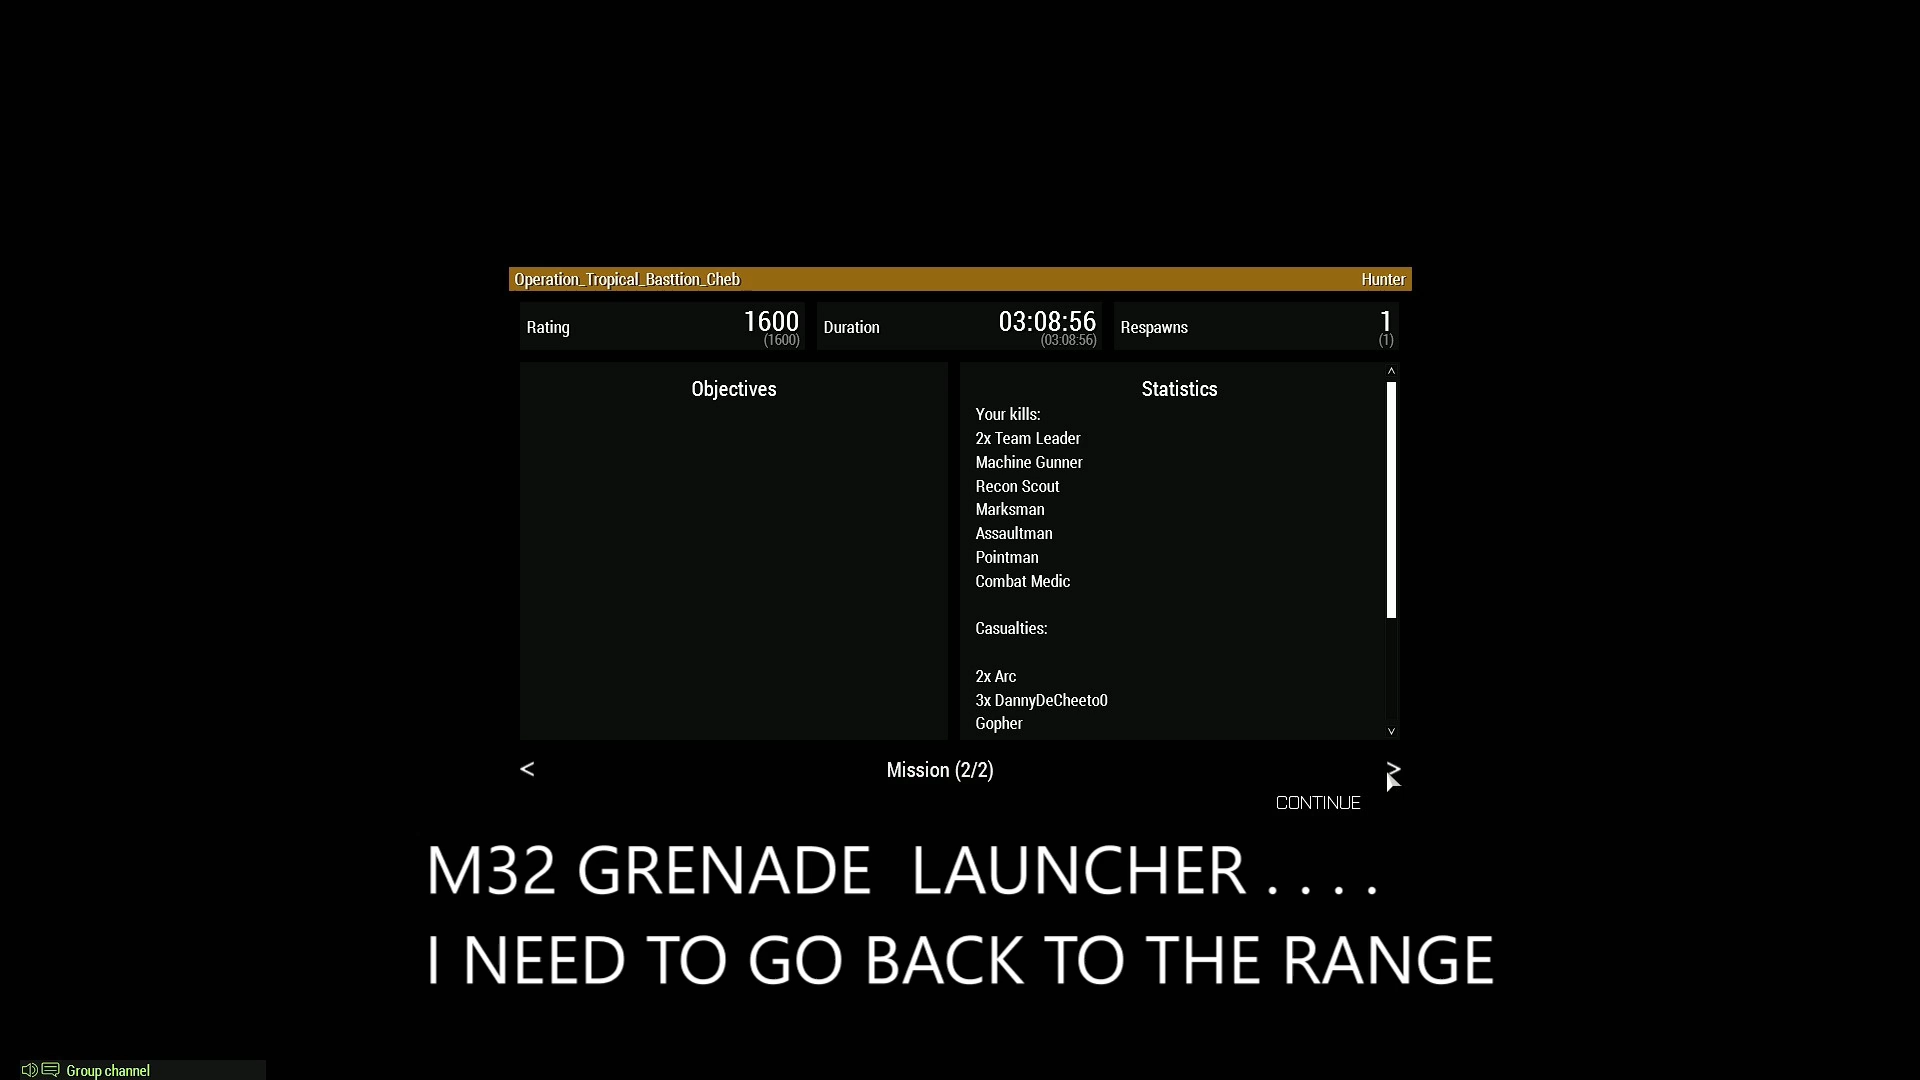 Operation_Tropical_Basttion_Cheb Hunter
Rating 1600 (1600) Duration 03:08:56 (03:08:56) Respawns 1 (1)
Objectives
Statistics
Your kills:
2x Team Leader
Machine Gunner
Recon Scout
Marksman
Assaultman
Pointman
Combat Medic
Casualties:
2x Arc
3x DannyDeCheeto0
Gopher
< Mission (2/2) >
CONTINUE
M32 GRENADE LAUNCHER . . . .
I NEED TO GO BACK TO THE RANGE
Group channel